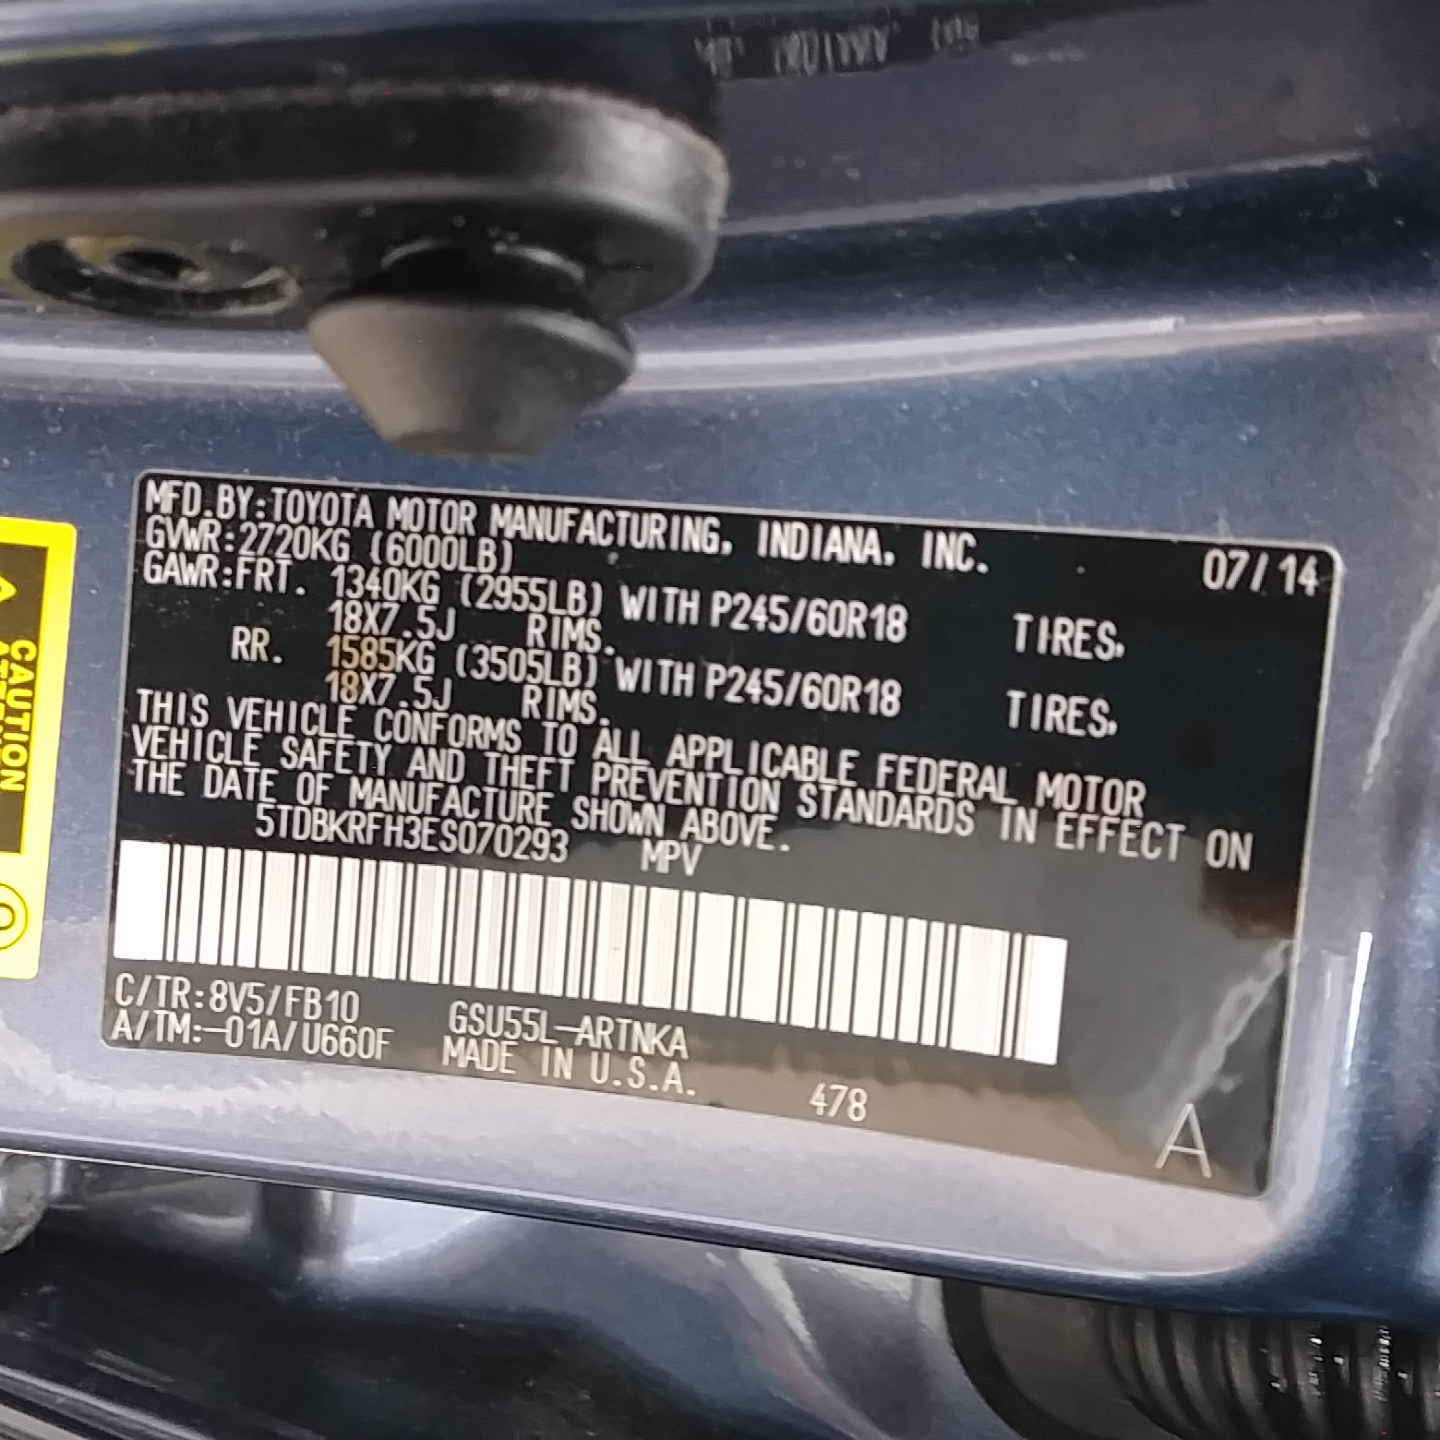 MFD.BY:TOYOTA MOTOR MANUFACTURING, INDIANA, INC. 07/14
GVWR:2720KG (6000LB)
GAWR:FRT. 1340KG (2955LB) WITH P245/60R18 TIRES,
18X7.5J RIMS.
RR. 1585KG (3505LB) WITH P245/60R18 TIRES,
18X7.5J RIMS.
THIS VEHICLE CONFORMS TO ALL APPLICABLE FEDERAL MOTOR
VEHICLE SAFETY AND THEFT PREVENTION STANDARDS IN EFFECT ON
THE DATE OF MANUFACTURE SHOWN ABOVE.
5TDBKRFH3ES070293 MPV
C/TR:8V5/FB10 GSU55L-ARTNKA
A/TM:-01A/U660F MADE IN U.S.A. 478
A
CAUTION